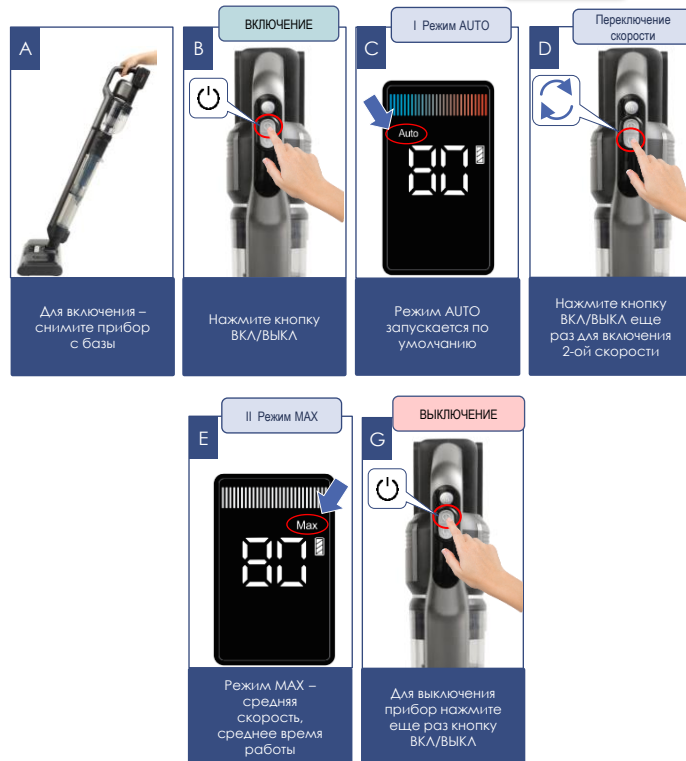 ВКЛЮЧЕНИЕ
I Режим AUTO
Переключение
скорости
A
B
C
D
Auto
80
Для включения –
снимите прибор
с базы
Нажмите кнопку
ВКЛ/ВЫКЛ
Режим AUTO
запускается по
умолчанию
Нажмите кнопку
ВКЛ/ВЫКЛ еще
раз для включения
2-ой скорости
II Режим MAX
ВЫКЛЮЧЕНИЕ
E
G
Max
80
Режим MAX –
средняя
скорость,
среднее время
работы
Для выключения
прибор нажмите
еще раз кнопку
ВКЛ/ВЫКЛ